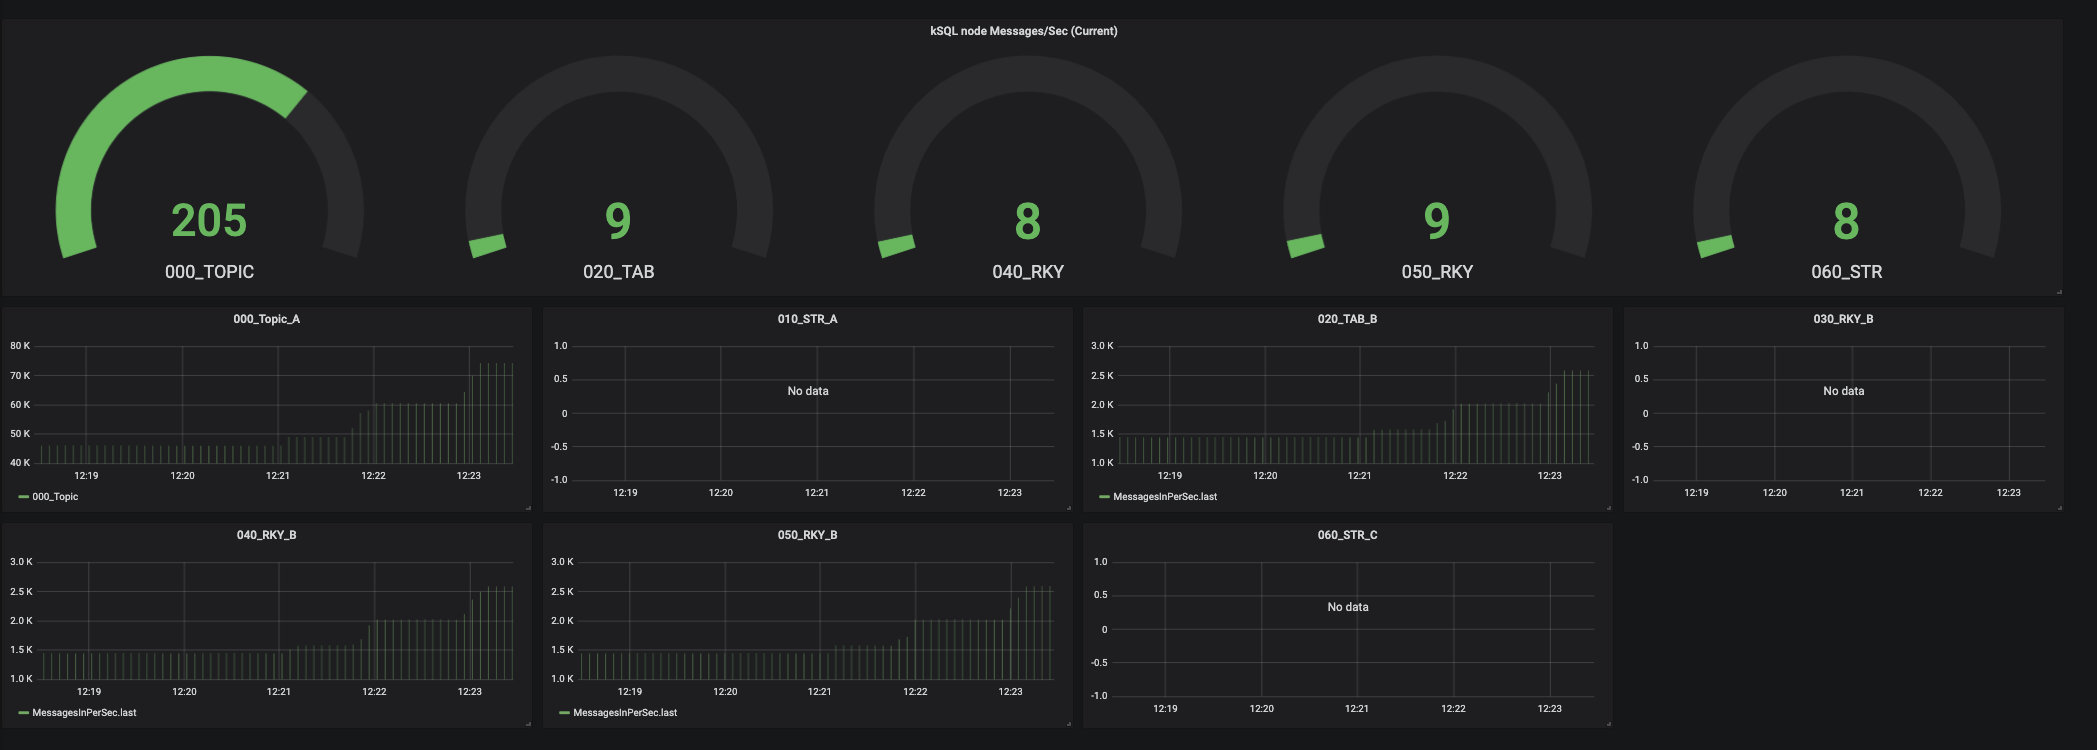 kSQL node Messages/Sec (Current)
205
9
8
9
8
000_TOPIC
020_TAB
040_RKY
050_RKY
060_STR
000_Topic_A
80 K
70 K
60 K
50 K
40 K
12:19 12:20 12:21 12:22 12:23
000_Topic
010_STR_A
1.0
0.5
0
-0.5
-1.0
No data
12:19 12:20 12:21 12:22 12:23
020_TAB_B
3.0 K
2.5 K
2.0 K
1.5 K
1.0 K
12:19 12:20 12:21 12:22 12:23
MessagesInPerSec.last
030_RKY_B
1.0
0.5
0
-0.5
-1.0
No data
12:19 12:20 12:21 12:22 12:23
040_RKY_B
3.0 K
2.5 K
2.0 K
1.5 K
1.0 K
12:19 12:20 12:21 12:22 12:23
MessagesInPerSec.last
050_RKY_B
3.0 K
2.5 K
2.0 K
1.5 K
1.0 K
12:19 12:20 12:21 12:22 12:23
MessagesInPerSec.last
060_STR_C
1.0
0.5
0
-0.5
-1.0
No data
12:19 12:20 12:21 12:22 12:23